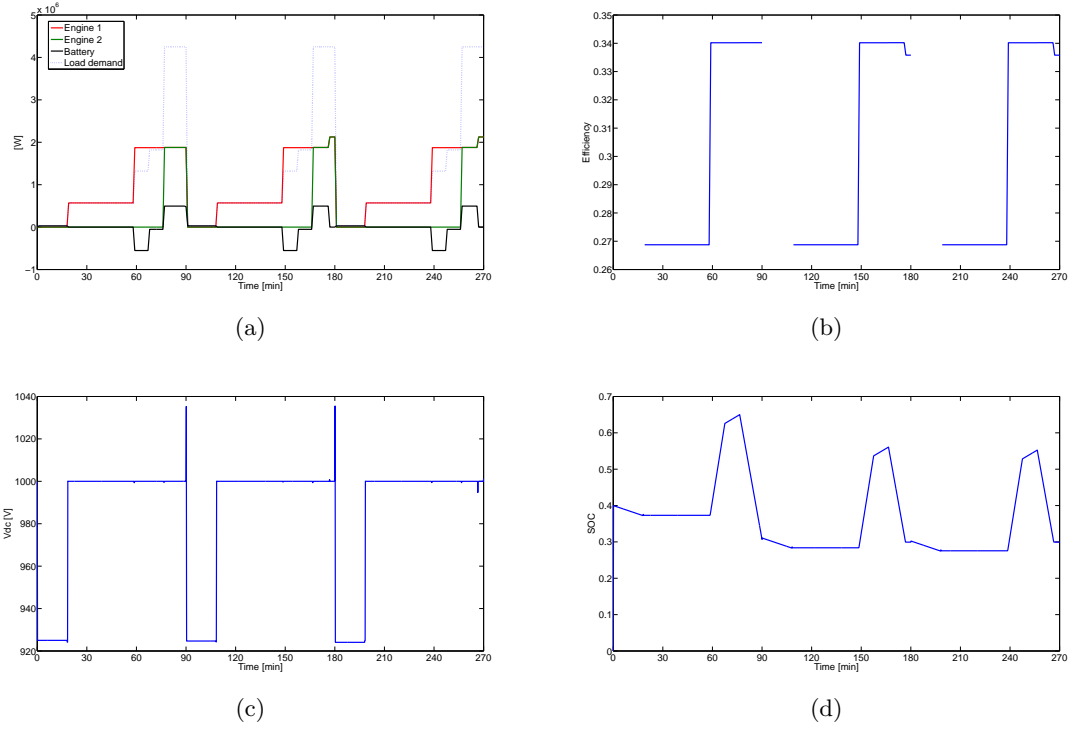 5 x 10^6
Engine 1
Engine 2
Battery
Load demand
4
3
2
1
0
−1
[W]
0 30 60 90 120 150 180 210 240 270
Time [min]
(a)
0.35
0.34
0.33
0.32
0.31
0.3
0.29
0.28
0.27
0.26
Efficiency
0 30 60 90 120 150 180 210 240 270
Time [min]
(b)
1040
1020
1000
980
960
940
920
Vdc [V]
0 30 60 90 120 150 180 210 240 270
Time [min]
(c)
0.7
0.6
0.5
0.4
0.3
0.2
0.1
0
SOC
0 30 60 90 120 150 180 210 240 270
Time [min]
(d)